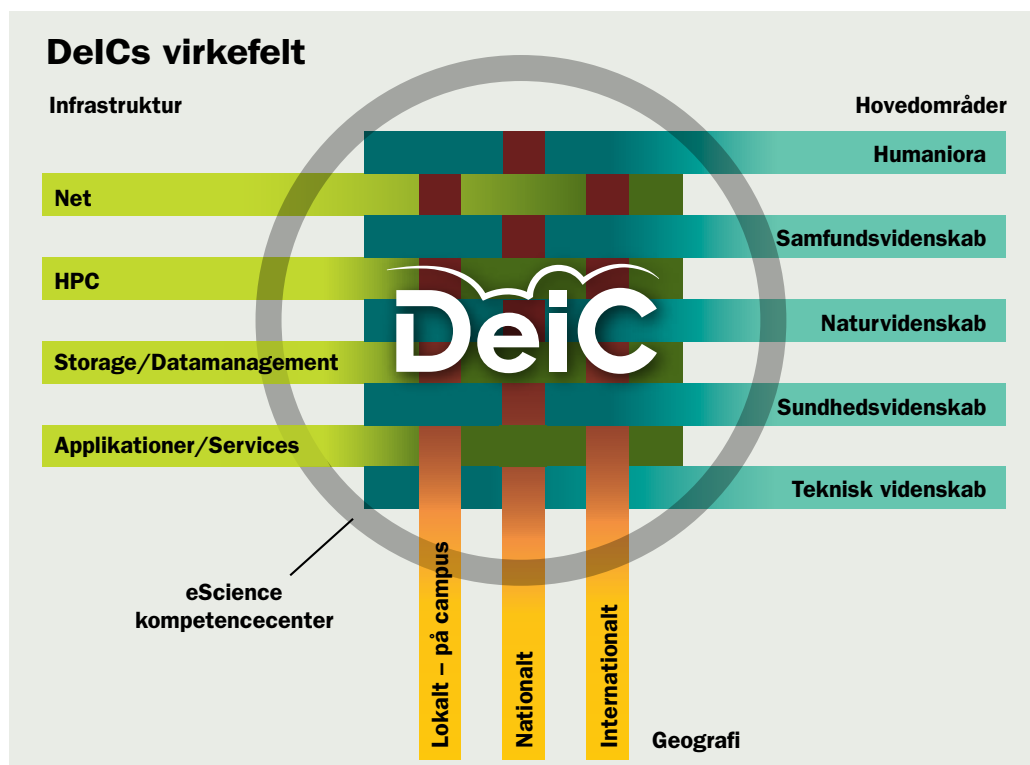 DeICs virkefelt
Infrastruktur
Hovedområder
Humaniora
Net
Samfundsvidenskab
HPC
DeiC
Naturvidenskab
Storage/Datamanagement
Sundhedsvidenskab
Applikationer/Services
Teknisk videnskab
eScience
kompetencecenter
Lokalt – på campus
Nationalt
Internationalt
Geografi